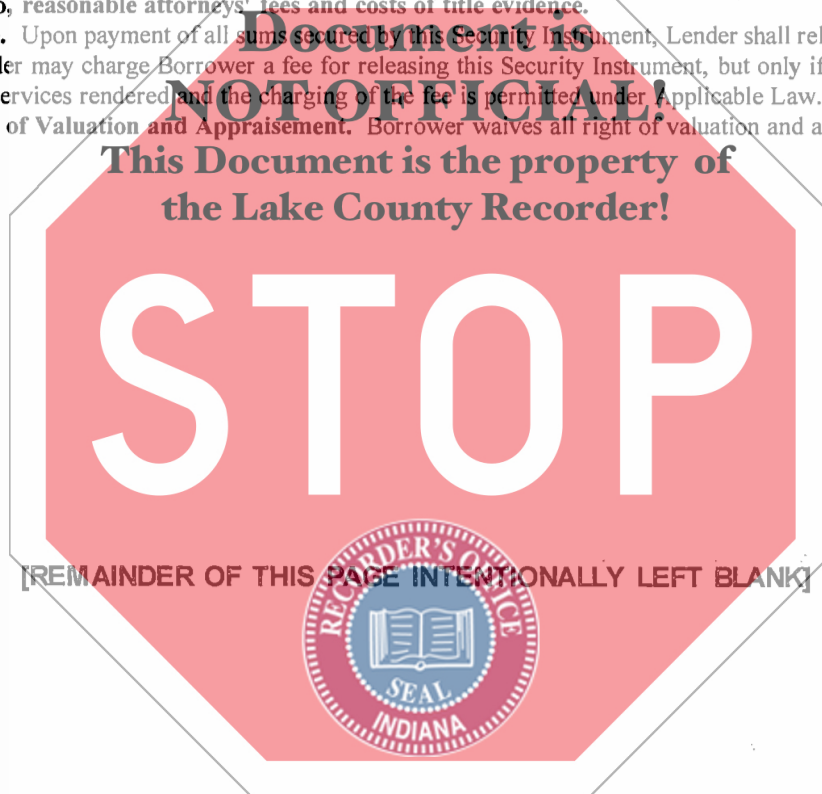 , reasonable attorneys' fees and costs of title evidence.
Document is
. Upon payment of all sums secured by this Security Instrument, Lender shall
may charge Borrower a fee for releasing this Security Instrument, but only if
NOT OFFICIAL!
rendered and the charging of the fee is permitted under Applicable Law.
of Valuation and Appraisement. Borrower waives all right of valuation and
This Document is the property of
the Lake County Recorder!
STOP
[REMAINDER OF THIS PAGE INTENTIONALLY LEFT BLANK]
RECORDER'S OFFICE
SEAL
INDIANA